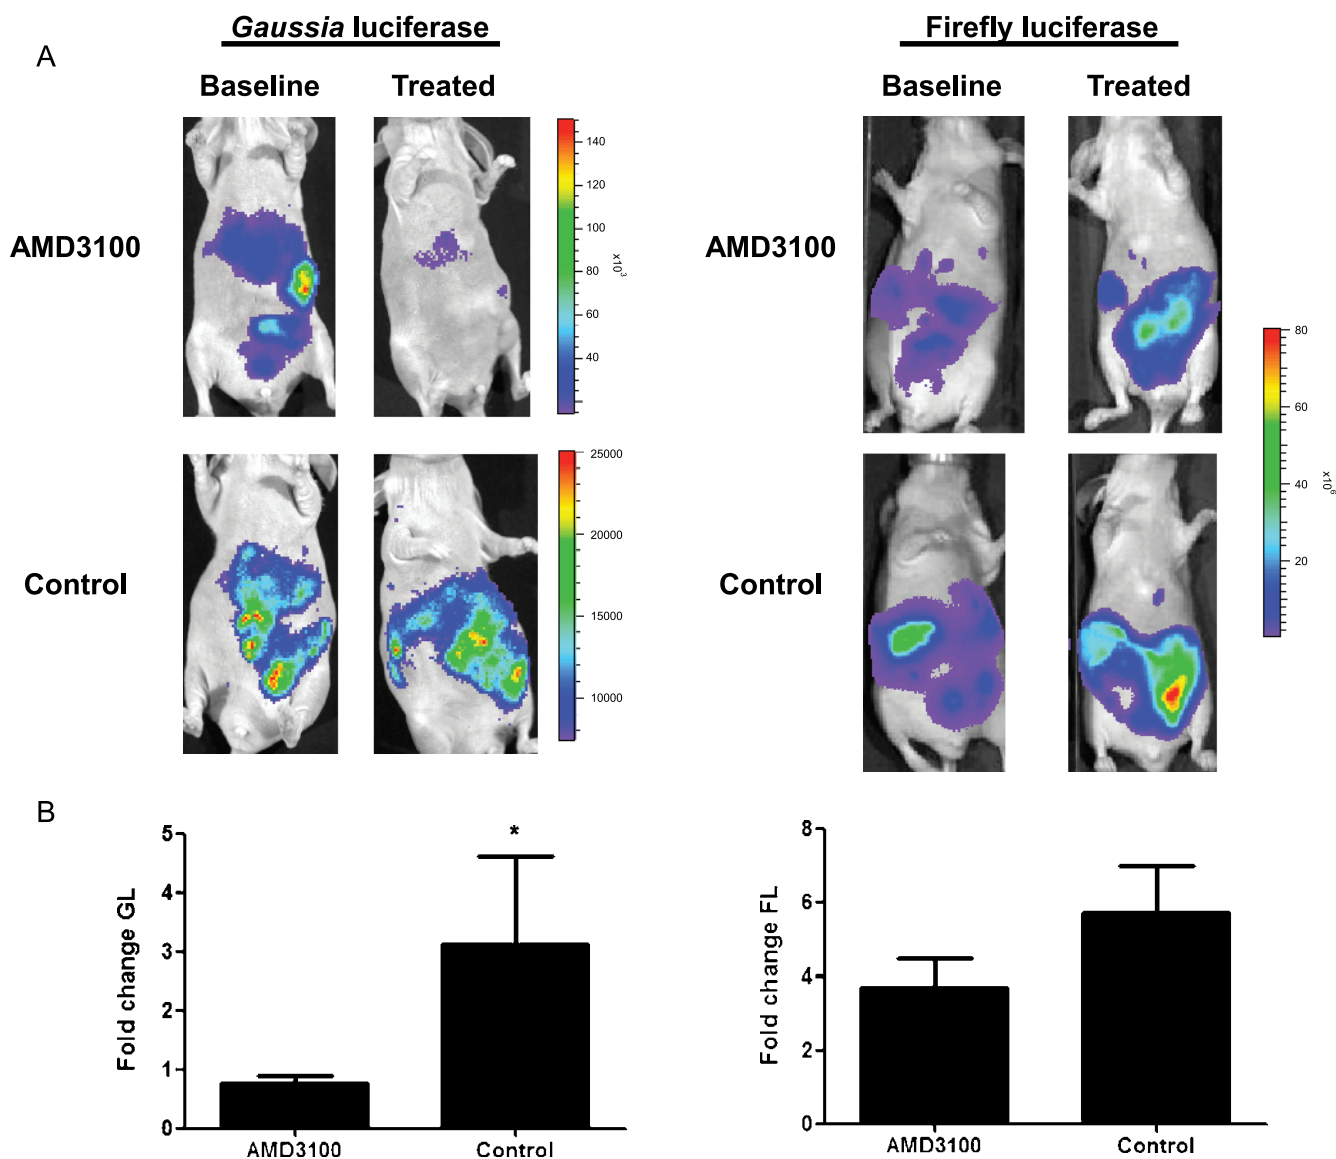 Gaussia luciferase
Firefly luciferase
A
Baseline
Treated
Baseline
Treated
AMD3100
140
120
100
80
60
40
x10³
AMD3100
80
60
40
20
x10⁶
Control
25000
20000
15000
10000
Control
B
5
4
3
2
1
0
Fold change GL
*
AMD3100
Control
8
6
4
2
0
Fold change FL
AMD3100
Control